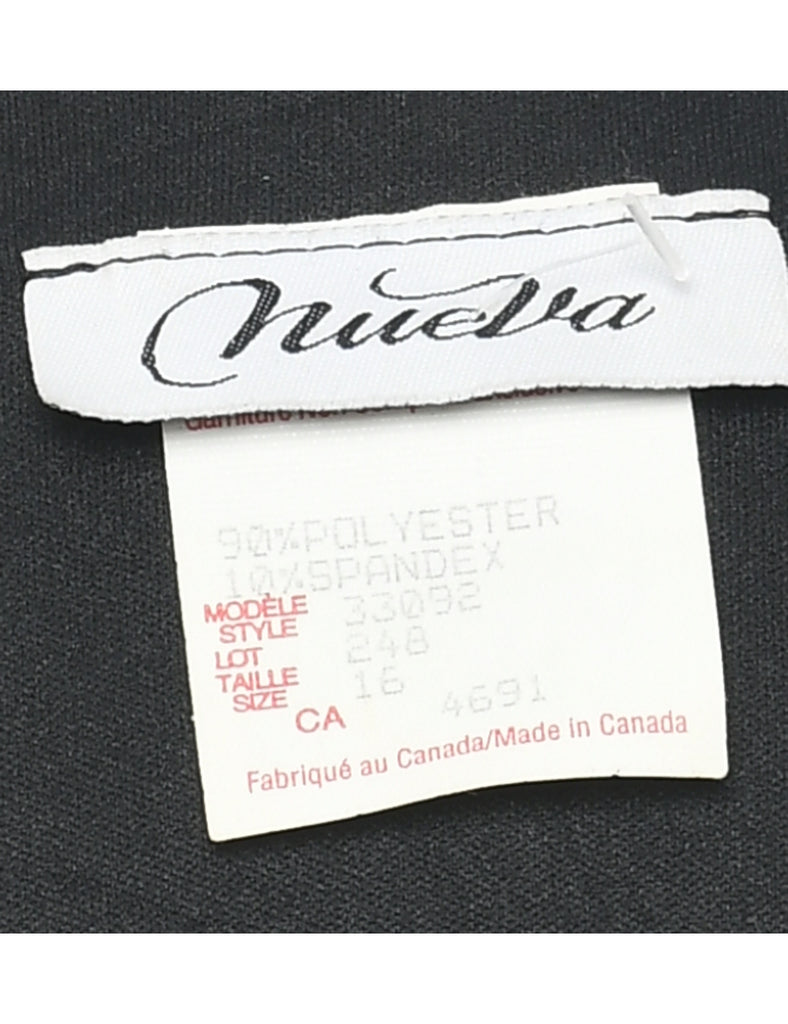 nueva
Garniture
90%POLYESTER
10%SPANDEX
MODÈLE
STYLE 33092
LOT 248
TAILLE
SIZE 16
CA 4691
Fabriqué au Canada/Made in Canada